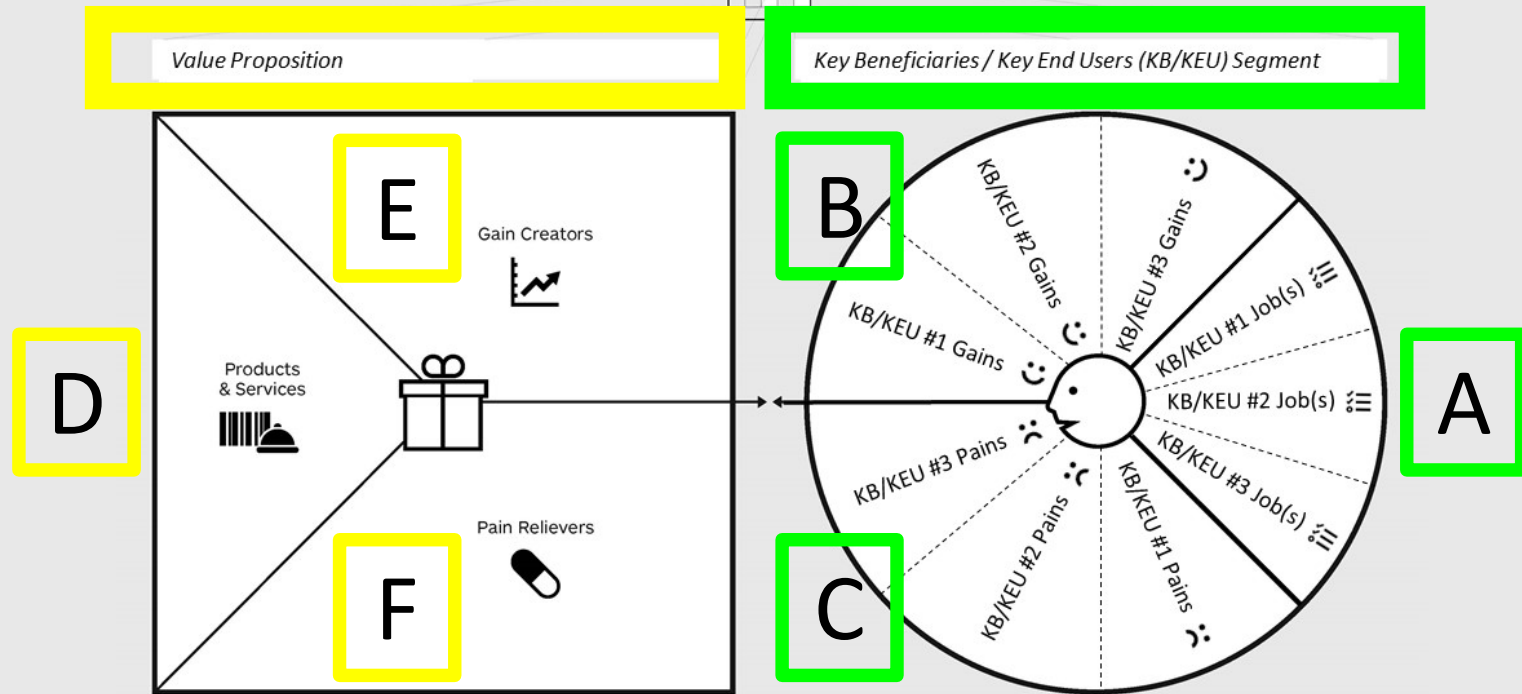 Value Proposition
Key Beneficiaries / Key End Users (KB/KEU) Segment
E
Gain Creators
D
Products
& Services
F
Pain Relievers
B
KB/KEU #1 Gains
KB/KEU #2 Gains
KB/KEU #3 Gains
KB/KEU #1 Job(s)
KB/KEU #2 Job(s)
KB/KEU #3 Job(s)
A
KB/KEU #3 Pains
KB/KEU #2 Pains
KB/KEU #1 Pains
C